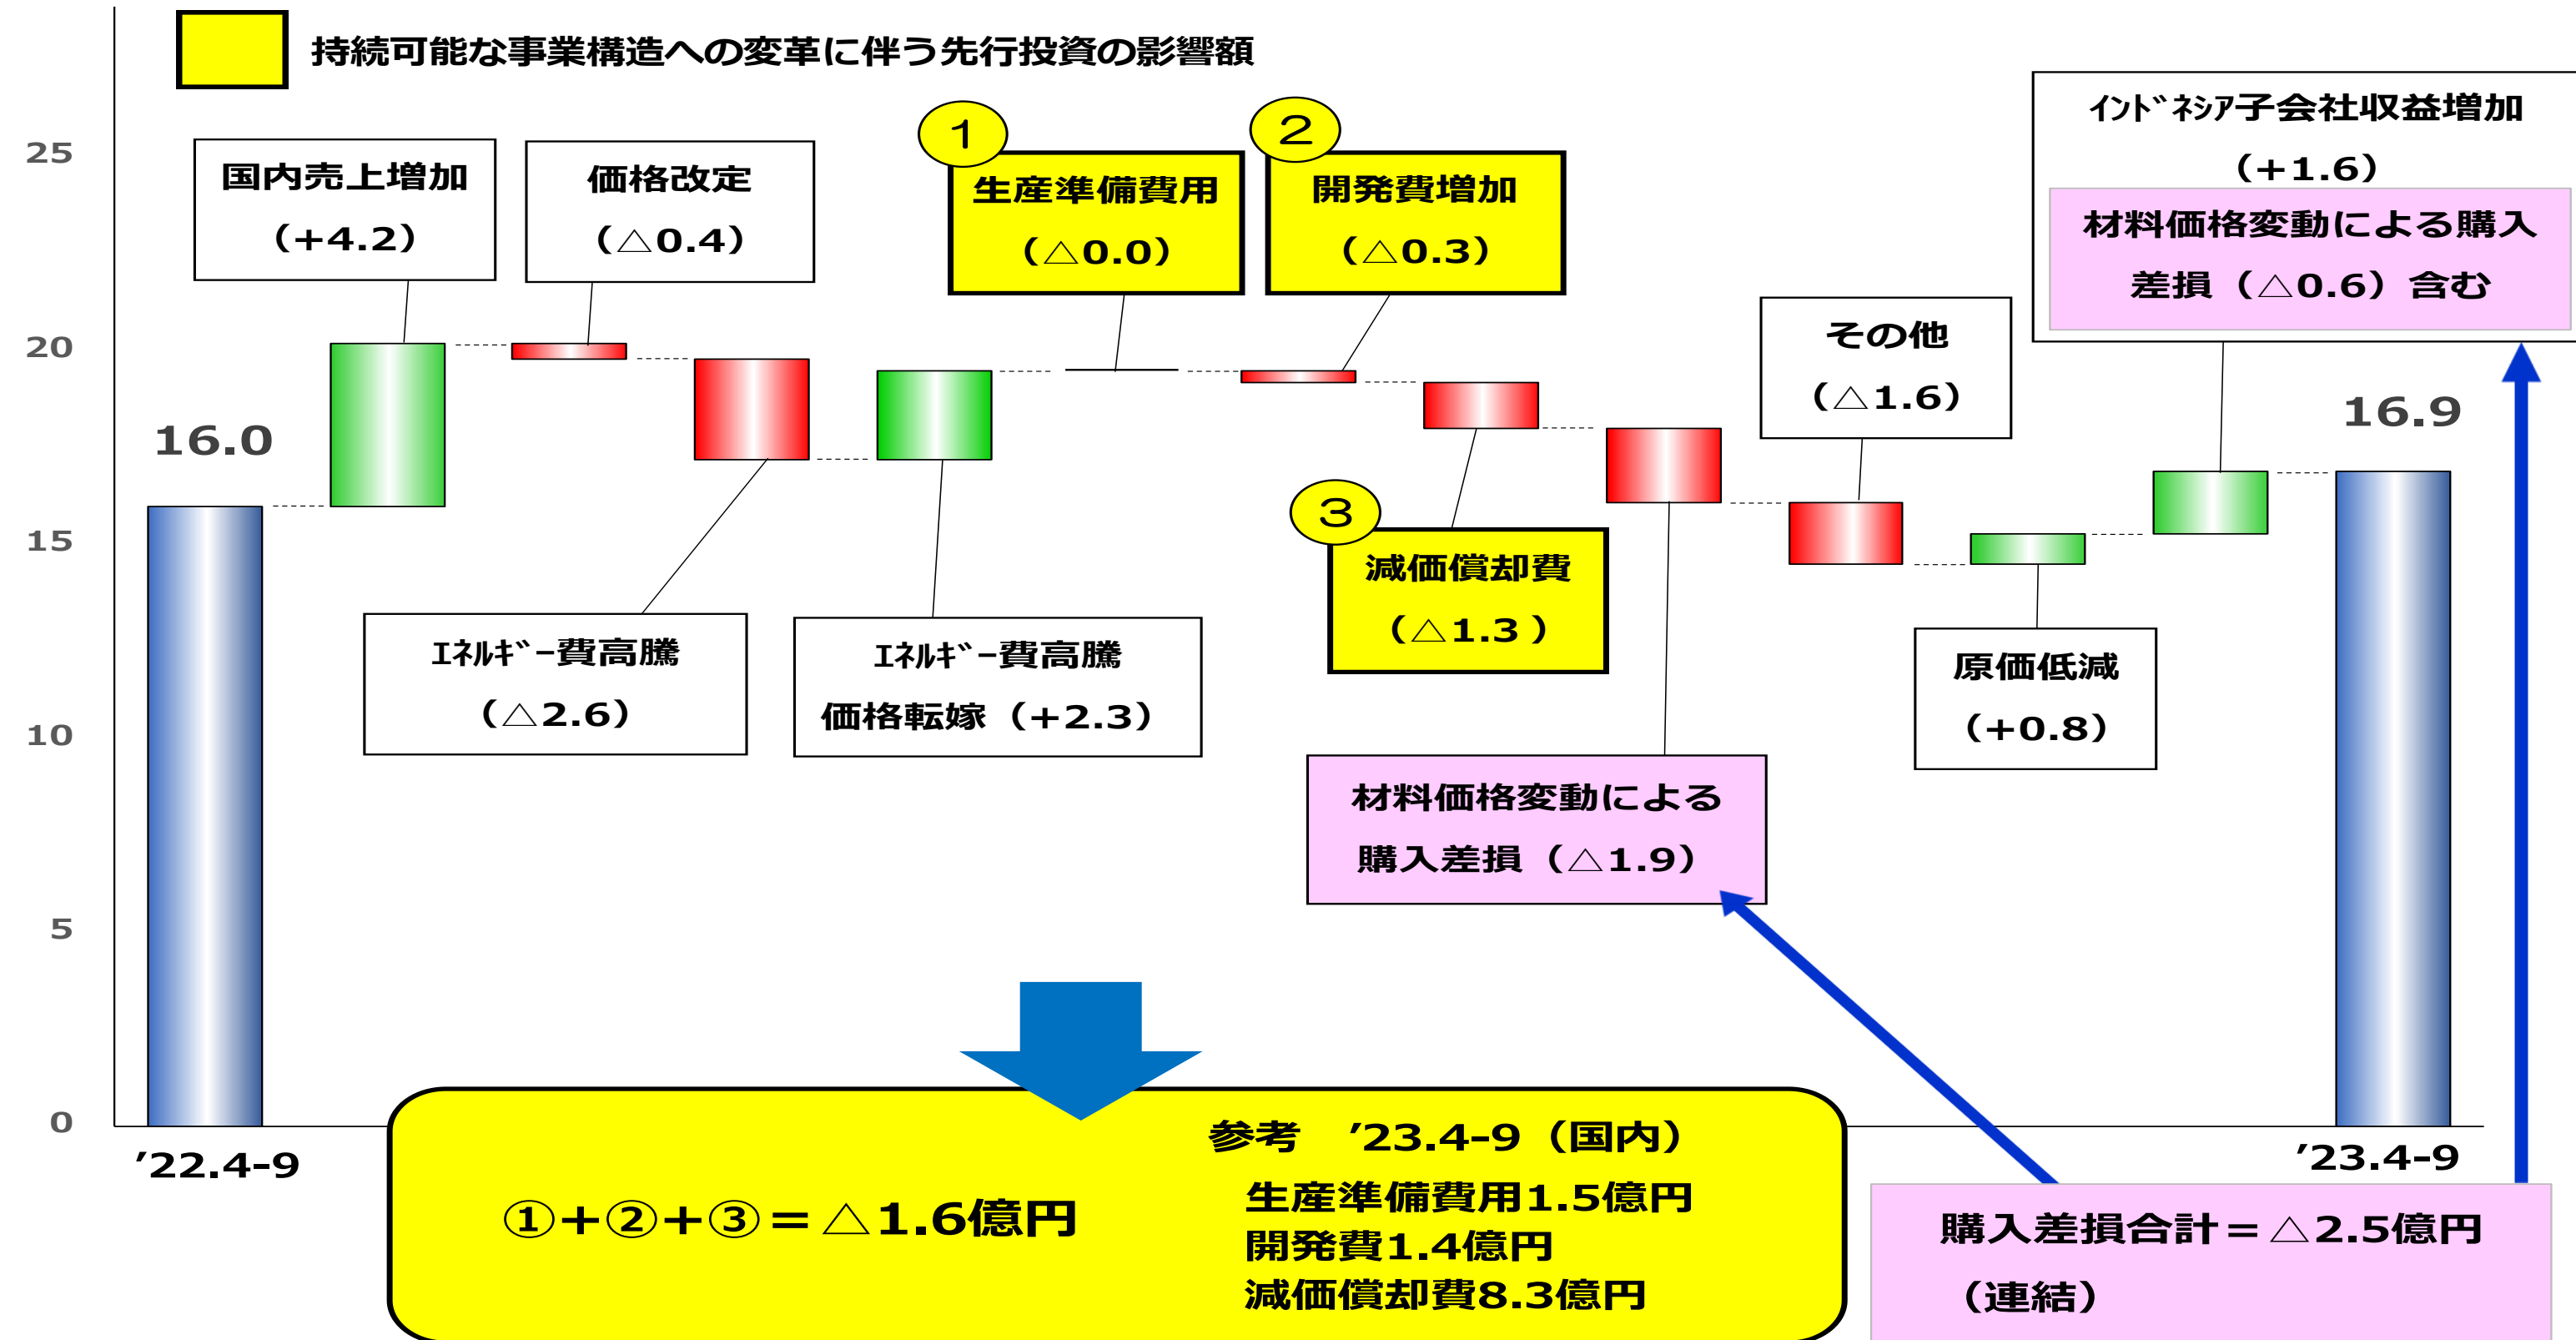 持続可能な事業構造への変革に伴う先行投資の影響額
25
20
15
10
5
0
16.0
国内売上増加
（+4.2）
価格改定
（△0.4）
ｴﾈﾙｷﾞｰ費高騰
（△2.6）
ｴﾈﾙｷﾞｰ費高騰
価格転嫁（+2.3）
1
生産準備費用
（△0.0）
2
開発費増加
（△0.3）
3
減価償却費
（△1.3 ）
材料価格変動による
購入差損（△1.9）
その他
（△1.6）
原価低減
（+0.8）
ｲﾝﾄﾞﾈｼｱ子会社収益増加
（+1.6）
材料価格変動による購入
差損（△0.6）含む
16.9
’22.4-9
’23.4-9
①+②+③＝△1.6億円
参考　’23.4-9（国内）
生産準備費用1.5億円
開発費1.4億円
減価償却費8.3億円
購入差損合計＝△2.5億円
（連結）